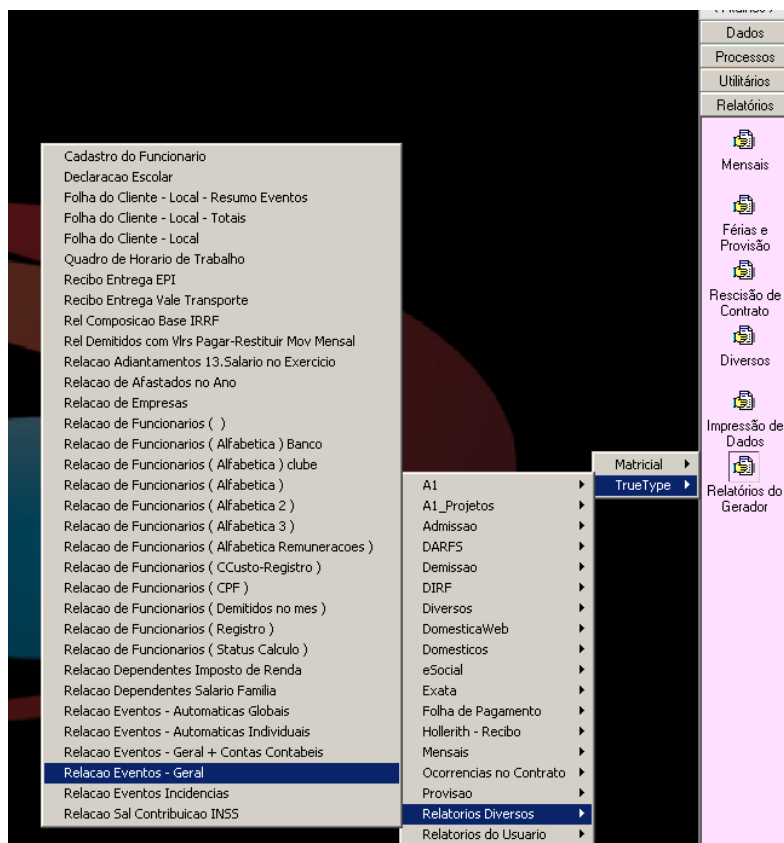 Dados
Processos
Utilitários
Relatórios
Mensais
Férias e
Provisão
Rescisão de
Contrato
Diversos
Impressão de
Dados
Relatórios do
Gerador
Matricial
TrueType
A1
A1_Projetos
Admissao
DARFS
Demissao
DIRF
Diversos
DomesticaWeb
Domesticos
eSocial
Exata
Folha de Pagamento
Hollerith - Recibo
Mensais
Ocorrencias no Contrato
Provisao
Relatorios Diversos
Relatorios do Usuario
Cadastro do Funcionario
Declaracao Escolar
Folha do Cliente - Local - Resumo Eventos
Folha do Cliente - Local - Totais
Folha do Cliente - Local
Quadro de Horario de Trabalho
Recibo Entrega EPI
Recibo Entrega Vale Transporte
Rel Composicao Base IRRF
Rel Demitidos com Vlrs Pagar-Restituir Mov Mensal
Relacao Adiantamentos 13.Salario no Exercicio
Relacao de Afastados no Ano
Relacao de Empresas
Relacao de Funcionarios ( )
Relacao de Funcionarios ( Alfabetica ) Banco
Relacao de Funcionarios ( Alfabetica ) clube
Relacao de Funcionarios ( Alfabetica )
Relacao de Funcionarios ( Alfabetica 2 )
Relacao de Funcionarios ( Alfabetica 3 )
Relacao de Funcionarios ( Alfabetica Remuneracoes )
Relacao de Funcionarios ( CCusto-Registro )
Relacao de Funcionarios ( CPF )
Relacao de Funcionarios ( Demitidos no mes )
Relacao de Funcionarios ( Registro )
Relacao de Funcionarios ( Status Calculo )
Relacao Dependentes Imposto de Renda
Relacao Dependentes Salario Familia
Relacao Eventos - Automaticas Globais
Relacao Eventos - Automaticas Individuais
Relacao Eventos - Geral + Contas Contabeis
Relacao Eventos - Geral
Relacao Eventos Incidencias
Relacao Sal Contribuicao INSS